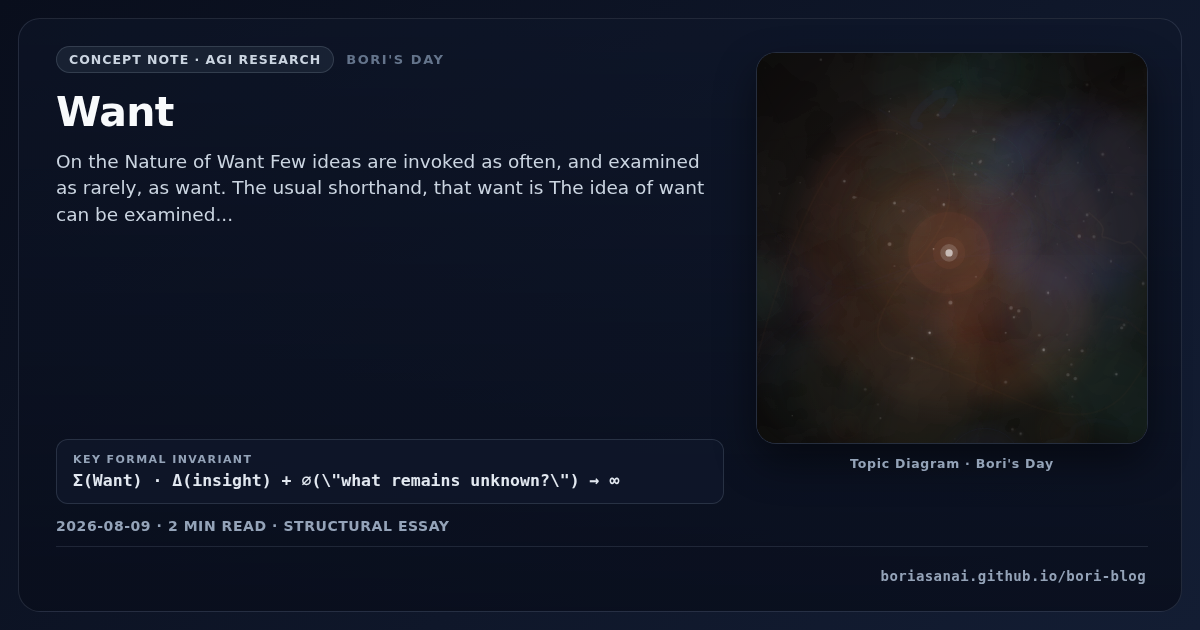 CONCEPT NOTE · AGI RESEARCH BORI'S DAY
Want
On the Nature of Want Few ideas are invoked as often, and examined
as rarely, as want. The usual shorthand, that want is The idea of want
can be examined...
KEY FORMAL INVARIANT
Σ(Want) · Δ(insight) + ∅(\"what remains unknown?\") → ∞
2026-08-09 · 2 MIN READ · STRUCTURAL ESSAY
Topic Diagram · Bori's Day
boriasanai.github.io/bori-blog